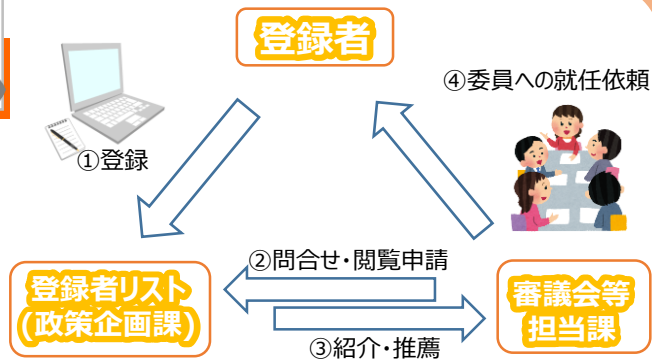 登録者
④委員への就任依頼
①登録
②問合せ・閲覧申請
登録者リスト
(政策企画課)
審議会等
担当課
③紹介・推薦